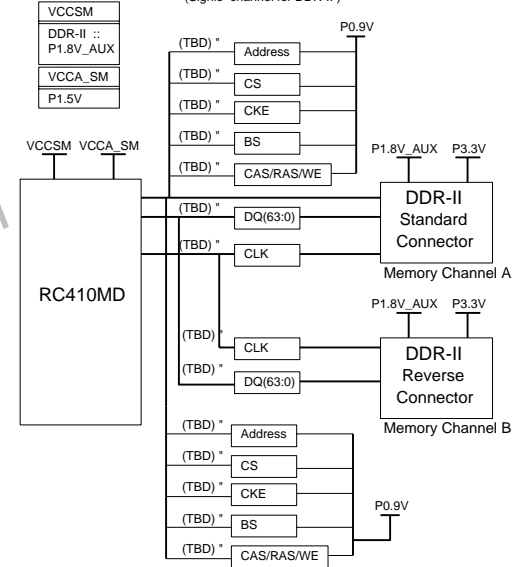 (Signle channel for DDR-II )
VCCSM
DDR-II ::
P1.8V_AUX
VCCA_SM
P1.5V
P0.9V
(TBD) " Address
(TBD) " CS
(TBD) " CKE
(TBD) " BS
(TBD) " CAS/RAS/WE
VCCSM VCCA_SM
P1.8V_AUX P3.3V
RC410MD
(TBD) " DQ(63:0)
(TBD) " CLK
DDR-II
Standard
Connector
Memory Channel A
P1.8V_AUX P3.3V
(TBD) " CLK
(TBD) " DQ(63:0)
DDR-II
Reverse
Connector
Memory Channel B
(TBD) " Address
(TBD) " CS
(TBD) " CKE
(TBD) " BS
(TBD) " CAS/RAS/WE
P0.9V